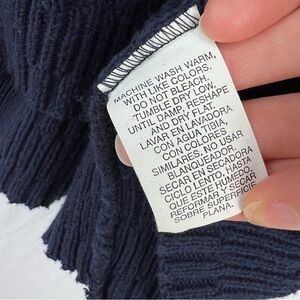 MACHINE WASH WARM,
WITH LIKE COLORS.
DO NOT BLEACH.
TUMBLE DRY LOW
UNTIL DAMP, RESHAPE
AND DRY FLAT.
LAVAR EN LAVADORA
CON AGUA TIBIA,
CON COLORES
SIMILARES. NO USAR
BLANQUEADOR.
SECAR EN SECADORA
CICLO LENTO, HASTA
QUE ESTE HUMEDO.
REFORMAR Y SECAR
SOBRE SUPERFICIE
PLANA.